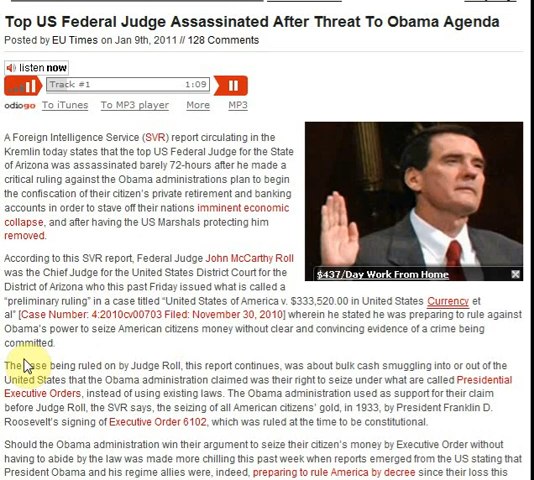 Top US Federal Judge Assassinated After Threat To Obama Agenda
Posted by EU Times on Jan 9th, 2011 // 128 Comments
listen now
Track #1 1:09
odiogo To iTunes To MP3 player More MP3
A Foreign Intelligence Service (SVR) report circulating in the
Kremlin today states that the top US Federal Judge for the State
of Arizona was assassinated barely 72-hours after he made a
critical ruling against the Obama administrations plan to begin
the confiscation of their citizen's private retirement and banking
accounts in order to stave off their nations imminent economic
collapse, and after having the US Marshals protecting him
removed.
$437/Day Work From Home
According to this SVR report, Federal Judge John McCarthy Roll
was the Chief Judge for the United States District Court for the
District of Arizona who this past Friday issued what is called a
“preliminary ruling” in a case titled “United States of America v. $333,520.00 in United States Currency et
al” [Case Number: 4:2010cv00703 Filed: November 30, 2010] wherein he stated he was preparing to rule against
Obama's power to seize American citizens money without clear and convincing evidence of a crime being
committed.
The case being ruled on by Judge Roll, this report continues, was about bulk cash smuggling into or out of the
United States that the Obama administration claimed was their right to seize under what are called Presidential
Executive Orders, instead of using existing laws. The Obama administration used as support for their claim
before Judge Roll, the SVR says, the seizing of all American citizens' gold, in 1933, by President Franklin D.
Roosevelt's signing of Executive Order 6102, which was ruled at the time to be constitutional.
Should the Obama administration win their argument to seize their citizen's money by Executive Order without
having to abide by the law was made more chilling this past week when reports emerged from the US stating that
President Obama and his regime allies were, indeed, preparing to rule America by decree since their loss this